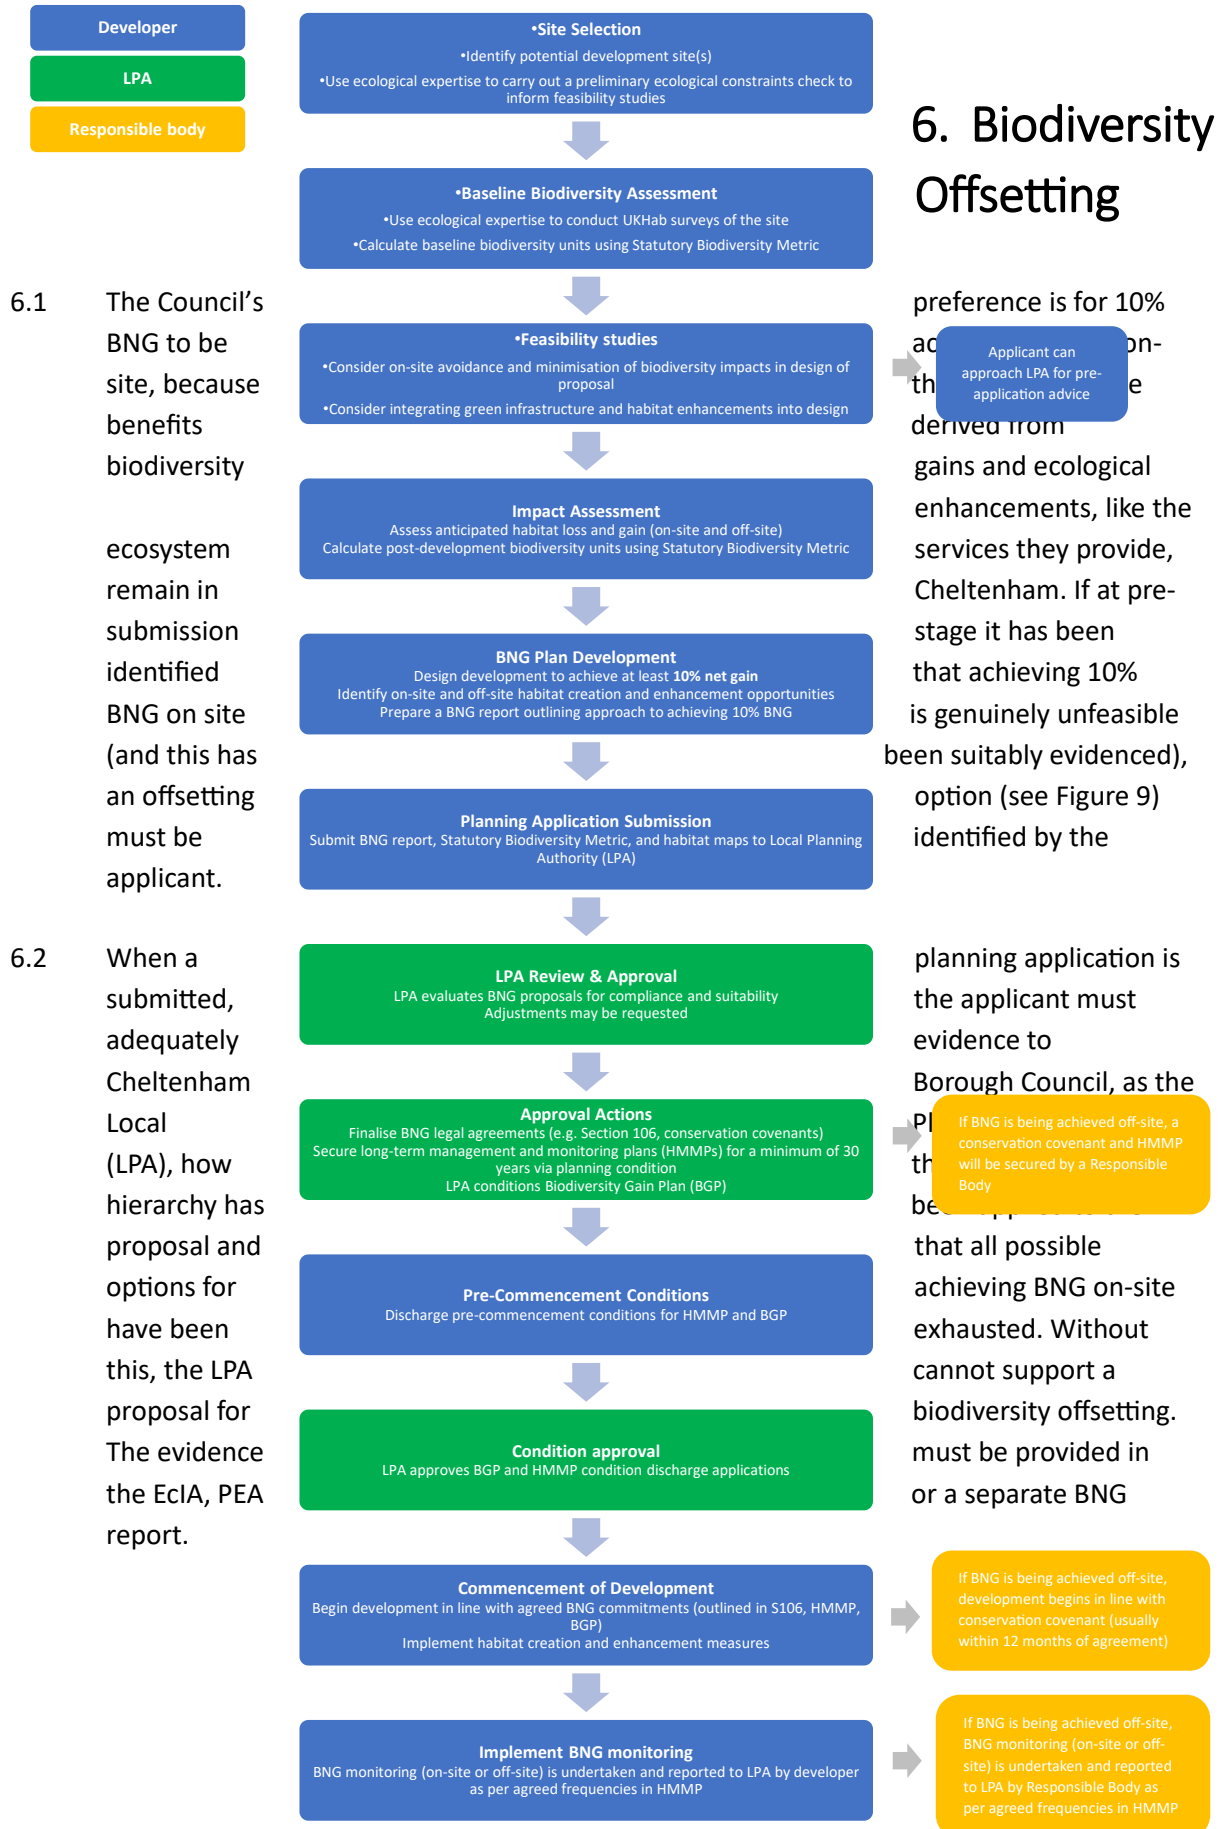 Developer
LPA
Responsible body
•Site Selection
•Identify potential development site(s)
•Use ecological expertise to carry out a preliminary ecological constraints check to
inform feasibility studies
•Baseline Biodiversity Assessment
•Use ecological expertise to conduct UKHab surveys of the site
•Calculate baseline biodiversity units using Statutory Biodiversity Metric
•Feasibility studies
•Consider on-site avoidance and minimisation of biodiversity impacts in design of
proposal
•Consider integrating green infrastructure and habitat enhancements into design
Applicant can
approach LPA for pre-
application advice
Impact Assessment
Assess anticipated habitat loss and gain (on-site and off-site)
Calculate post-development biodiversity units using Statutory Biodiversity Metric
BNG Plan Development
Design development to achieve at least 10% net gain
Identify on-site and off-site habitat creation and enhancement opportunities
Prepare a BNG report outlining approach to achieving 10% BNG
Planning Application Submission
Submit BNG report, Statutory Biodiversity Metric, and habitat maps to Local Planning
Authority (LPA)
LPA Review & Approval
LPA evaluates BNG proposals for compliance and suitability
Adjustments may be requested
Approval Actions
Finalise BNG legal agreements (e.g. Section 106, conservation covenants)
Secure long-term management and monitoring plans (HMMPs) for a minimum of 30
years via planning condition
LPA conditions Biodiversity Gain Plan (BGP)
If BNG is being achieved off-site, a
conservation covenant and HMMP
will be secured by a Responsible
Body
Pre-Commencement Conditions
Discharge pre-commencement conditions for HMMP and BGP
Condition approval
LPA approves BGP and HMMP condition discharge applications
Commencement of Development
Begin development in line with agreed BNG commitments (outlined in S106, HMMP,
BGP)
Implement habitat creation and enhancement measures
If BNG is being achieved off-site,
development begins in line with
conservation covenant (usually
within 12 months of agreement)
Implement BNG monitoring
BNG monitoring (on-site or off-site) is undertaken and reported to LPA by developer
as per agreed frequencies in HMMP
If BNG is being achieved off-site,
BNG monitoring (on-site or off-
site) is undertaken and reported
to LPA by Responsible Body as
per agreed frequencies in HMMP
6. Biodiversity
Offsetting
6.1 The Council's preference is for 10%
BNG to be on-
site, because
benefits derived from
biodiversity gains and ecological
enhancements, like the
ecosystem services they provide,
remain in Cheltenham. If at pre-
submission stage it has been
identified that achieving 10%
BNG on site is genuinely unfeasible
(and this has been suitably evidenced),
an offsetting option (see Figure 9)
must be identified by the
applicant.
6.2 When a planning application is
submitted, the applicant must
adequately evidence to
Cheltenham Borough Council, as the
Local
(LPA), how
hierarchy has
proposal and that all possible
options for achieving BNG on-site
have been exhausted. Without
this, the LPA cannot support a
proposal for biodiversity offsetting.
The evidence must be provided in
the EcIA, PEA or a separate BNG
report.